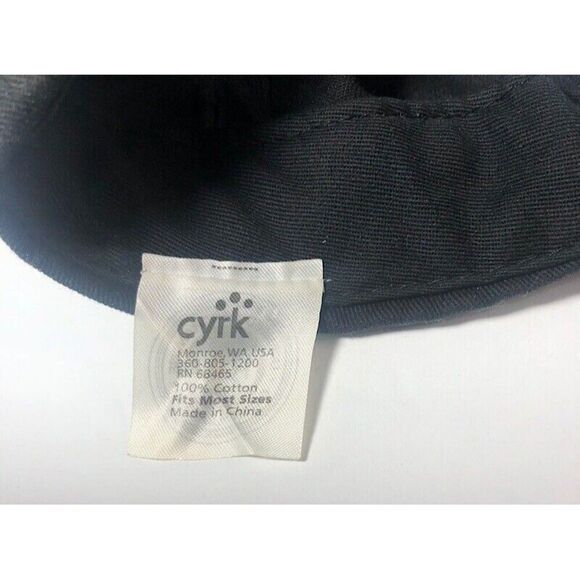 cyrk
Monroe, WA USA
360-805-1200
RN 68465
100% Cotton
Fits Most Sizes
Made in China